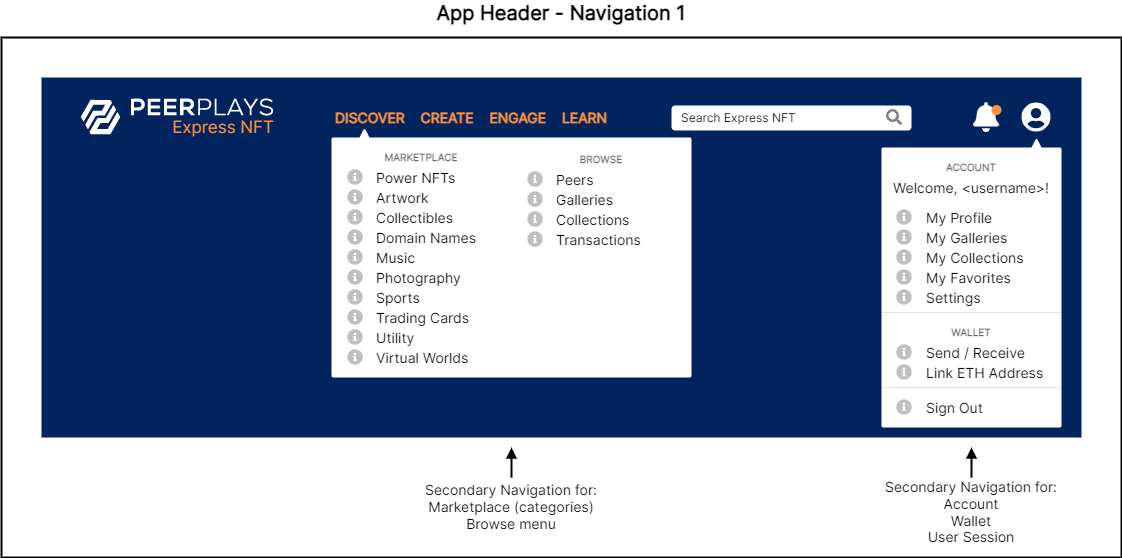 App Header - Navigation 1
PEERPLAYS
Express NFT
DISCOVER CREATE ENGAGE LEARN
Search Express NFT
MARKETPLACE
Power NFTs
Artwork
Collectibles
Domain Names
Music
Photography
Sports
Trading Cards
Utility
Virtual Worlds
BROWSE
Peers
Galleries
Collections
Transactions
ACCOUNT
Welcome, <username>!
My Profile
My Galleries
My Collections
My Favorites
Settings
WALLET
Send / Receive
Link ETH Address
Sign Out
Secondary Navigation for:
Marketplace (categories)
Browse menu
Secondary Navigation for:
Account
Wallet
User Session